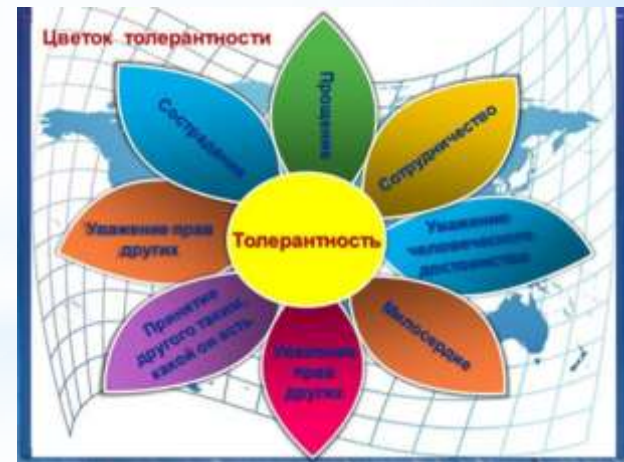 Цветок толерантности
Прощение
Сотрудничество
Уважение
человеческого
достоинства
Милосердие
Уважение
прав
других
Принятие
другого таким,
какой он есть
Уважение прав
других
Сострадание
Толерантность